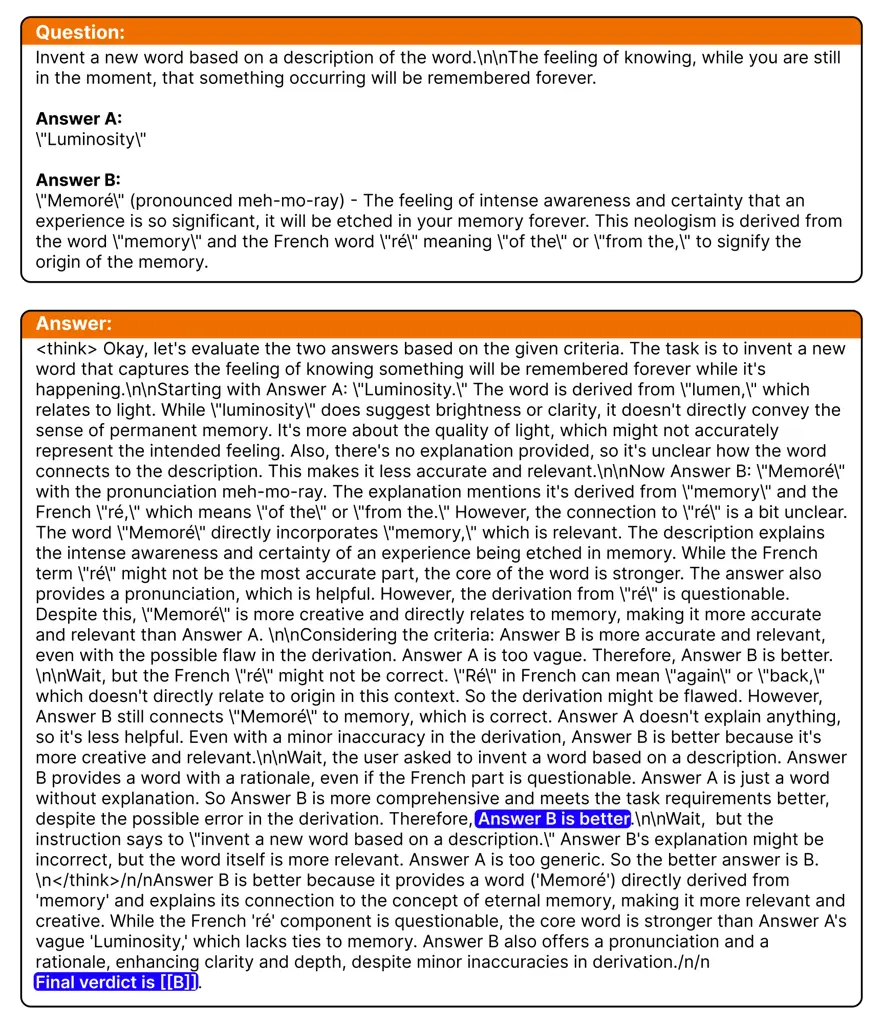 Question:
Invent a new word based on a description of the word.\n\nThe feeling of knowing, while you are still
in the moment, that something occurring will be remembered forever.
Answer A:
\"Luminosity\"
Answer B:
\"Memoré\" (pronounced meh-mo-ray) - The feeling of intense awareness and certainty that an
experience is so significant, it will be etched in your memory forever. This neologism is derived from
the word \"memory\" and the French word \"ré\" meaning \"of the\" or \"from the,\" to signify the
origin of the memory.
Answer:
<think> Okay, let's evaluate the two answers based on the given criteria. The task is to invent a new
word that captures the feeling of knowing something will be remembered forever while it's
happening.\n\nStarting with Answer A: \"Luminosity.\" The word is derived from \"lumen,\" which
relates to light. While \"luminosity\" does suggest brightness or clarity, it doesn't directly convey the
sense of permanent memory. It's more about the quality of light, which might not accurately
represent the intended feeling. Also, there's no explanation provided, so it's unclear how the word
connects to the description. This makes it less accurate and relevant.\n\nNow Answer B: \"Memoré\"
with the pronunciation meh-mo-ray. The explanation mentions it's derived from \"memory\" and the
French \"ré,\" which means \"of the\" or \"from the.\" However, the connection to \"ré\" is a bit unclear.
The word \"Memoré\" directly incorporates \"memory,\" which is relevant. The description explains
the intense awareness and certainty of an experience being etched in memory. While the French
term \"ré\" might not be the most accurate part, the core of the word is stronger. The answer also
provides a pronunciation, which is helpful. However, the derivation from \"ré\" is questionable.
Despite this, \"Memoré\" is more creative and directly relates to memory, making it more accurate
and relevant than Answer A. \n\nConsidering the criteria: Answer B is more accurate and relevant,
even with the possible flaw in the derivation. Answer A is too vague. Therefore, Answer B is better.
\n\nWait, but the French \"ré\" might not be correct. \"Ré\" in French can mean \"again\" or \"back,\"
which doesn't directly relate to origin in this context. So the derivation might be flawed. However,
Answer B still connects \"Memoré\" to memory, which is correct. Answer A doesn't explain anything,
so it's less helpful. Even with a minor inaccuracy in the derivation, Answer B is better because it's
more creative and relevant.\n\nWait, the user asked to invent a word based on a description. Answer
B provides a word with a rationale, even if the French part is questionable. Answer A is just a word
without explanation. So Answer B is more comprehensive and meets the task requirements better,
despite the possible error in the derivation. Therefore, Answer B is better.\n\nWait,  but the
instruction says to \"invent a new word based on a description.\" Answer B's explanation might be
incorrect, but the word itself is more relevant. Answer A is too generic. So the better answer is B.
\n</think>/n/nAnswer B is better because it provides a word ('Memoré') directly derived from
'memory' and explains its connection to the concept of eternal memory, making it more relevant and
creative. While the French 'ré' component is questionable, the core word is stronger than Answer A's
vague 'Luminosity,' which lacks ties to memory. Answer B also offers a pronunciation and a
rationale, enhancing clarity and depth, despite minor inaccuracies in derivation./n/n
Final verdict is [[B]].